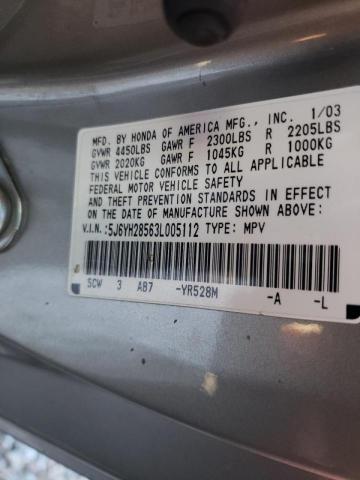 MFD. BY HONDA OF AMERICA MFG., INC. 1/03
GVWR 4450LBS GAWR F 2300LBS R 2205LBS
GVWR 2020KG GAWR F 1045KG R 1000KG
THIS VEHICLE CONFORMS TO ALL APPLICABLE
FEDERAL MOTOR VEHICLE SAFETY
AND THEFT PREVENTION STANDARDS IN EFFECT
ON THE DATE OF MANUFACTURE SHOWN ABOVE:
V.I.N.:5J6YH28563L005112 TYPE: MPV
SCW 3 AB7 -YR528M -A -L